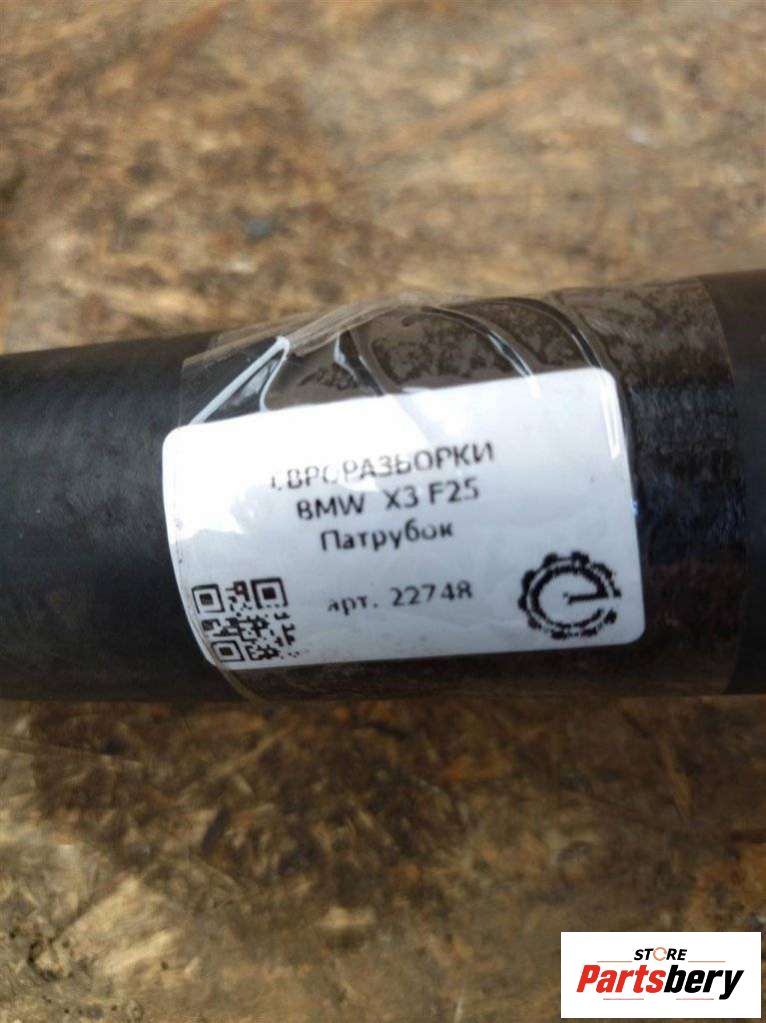 ЕВРОРАЗБОРКИ
BMW X3 F25
Патрубок
арт. 22748
STORE
Partsbery